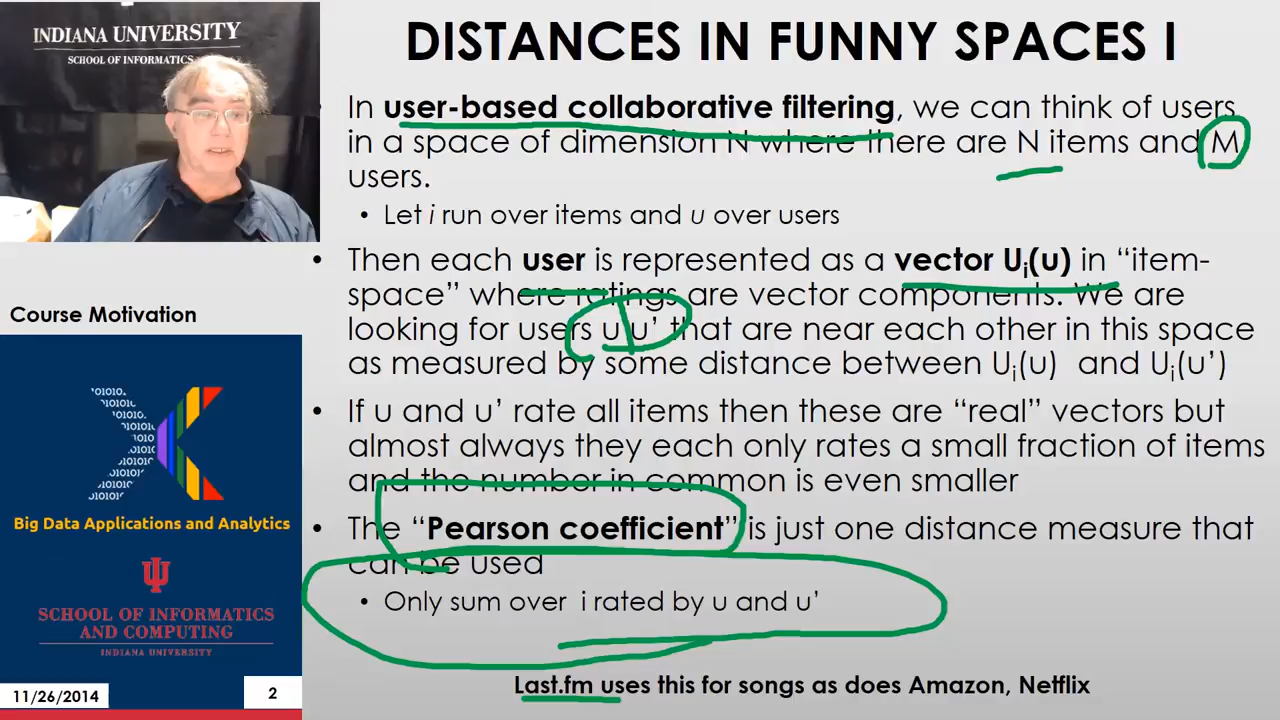 INDIANA UNIVERSITY
SCHOOL OF INFORMATICS
DISTANCES IN FUNNY SPACES I
• In user-based collaborative filtering, we can think of users
in a space of dimension N where there are N items and M
users.
• Let i run over items and u over users
• Then each user is represented as a vector Ui(u) in “item-
space” where ratings are vector components. We are
looking for users u u’ that are near each other in this space
as measured by some distance between Ui(u) and Ui(u’)
• If u and u’ rate all items then these are “real” vectors but
almost always they each only rates a small fraction of items
and the number in common is even smaller
• The “Pearson coefficient” is just one distance measure that
can be used
• Only sum over i rated by u and u’
Last.fm uses this for songs as does Amazon, Netflix
Course Motivation
Big Data Applications and Analytics
SCHOOL OF INFORMATICS
AND COMPUTING
INDIANA UNIVERSITY
11/26/2014
2